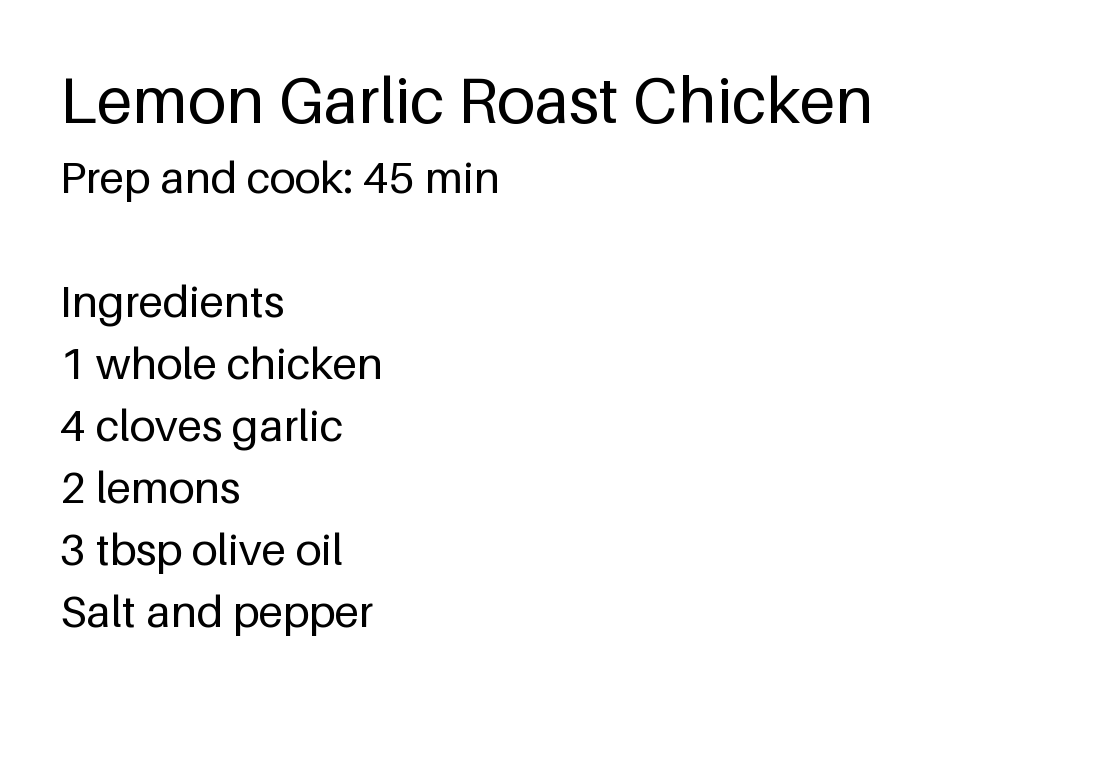 Lemon Garlic Roast Chicken
Prep and cook: 45 min
Ingredients
1 whole chicken
4 cloves garlic
2 lemons
3 tbsp olive oil
Salt and pepper